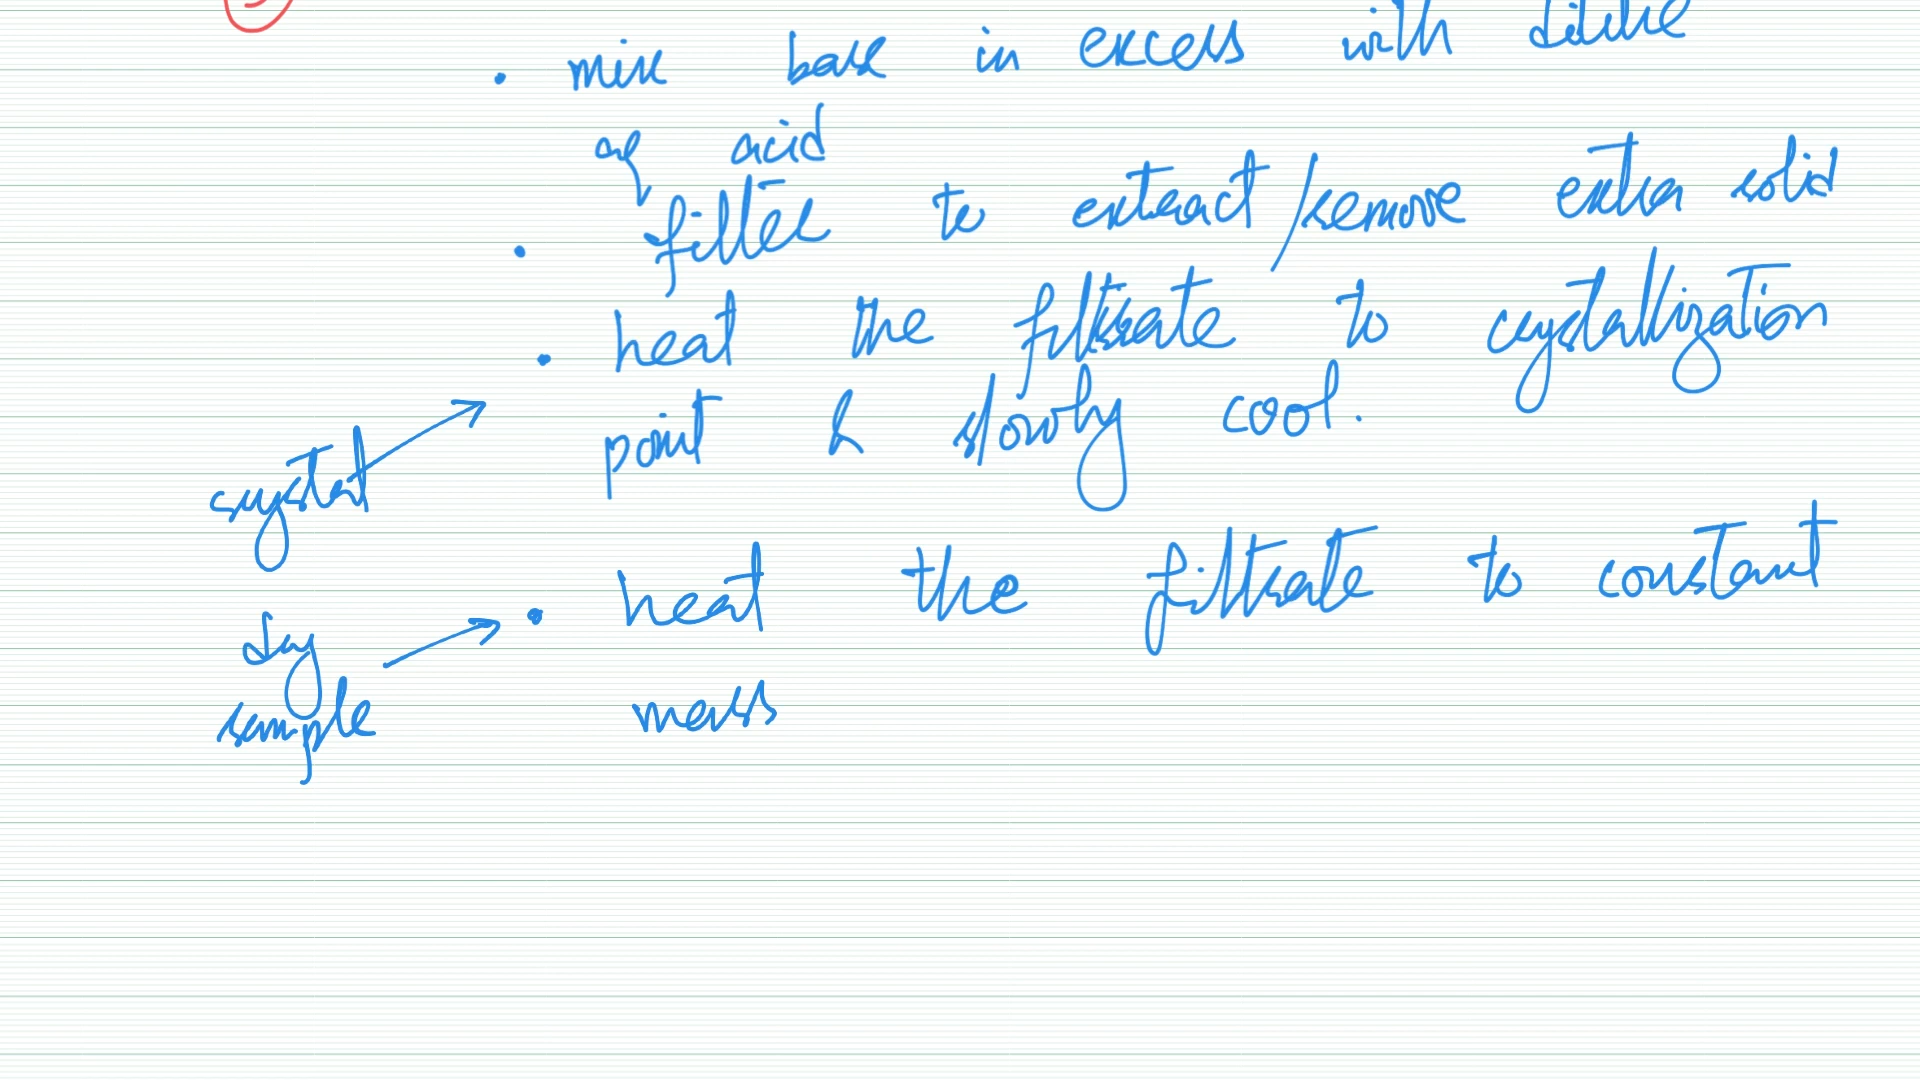 • mix base in excess with dilute
aq acid
• filter to extract/remove extra solid
• heat the filtrate to crystallization
point & slowly cool.
crystal →
• heat the filtrate to constant
mass
dry
sample →